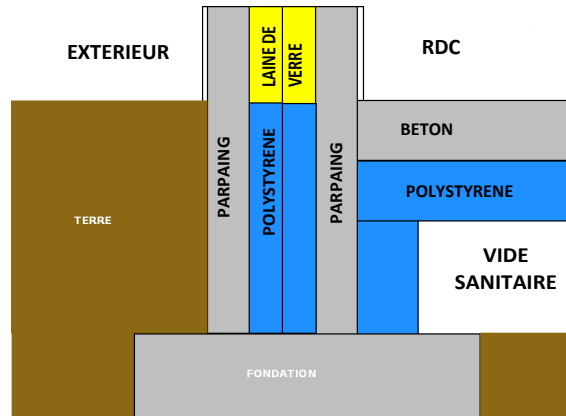 EXTERIEUR
LAINE DE
VERRE
RDC
BETON
PARPAING
POLYSTYRENE
PARPAING
POLYSTYRENE
TERRE
VIDE
SANITAIRE
FONDATION